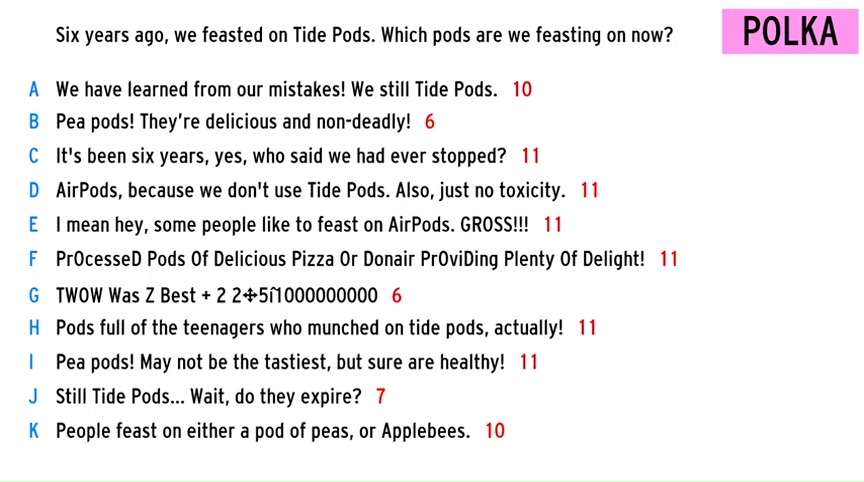 Six years ago, we feasted on Tide Pods. Which pods are we feasting on now?
POLKA
A We have learned from our mistakes! We still Tide Pods. 10
B Pea pods! They're delicious and non-deadly! 6
C It's been six years, yes, who said we had ever stopped? 11
D AirPods, because we don't use Tide Pods. Also, just no toxicity. 11
E I mean hey, some people like to feast on AirPods. GROSS!!! 11
F PrOcesseD Pods Of Delicious Pizza Or Donair PrOviDing Plenty Of Delight! 11
G TWOW Was Z Best + 2 2✢5î1000000000 6
H Pods full of the teenagers who munched on tide pods, actually! 11
I Pea pods! May not be the tastiest, but sure are healthy! 11
J Still Tide Pods... Wait, do they expire? 7
K People feast on either a pod of peas, or Applebees. 10